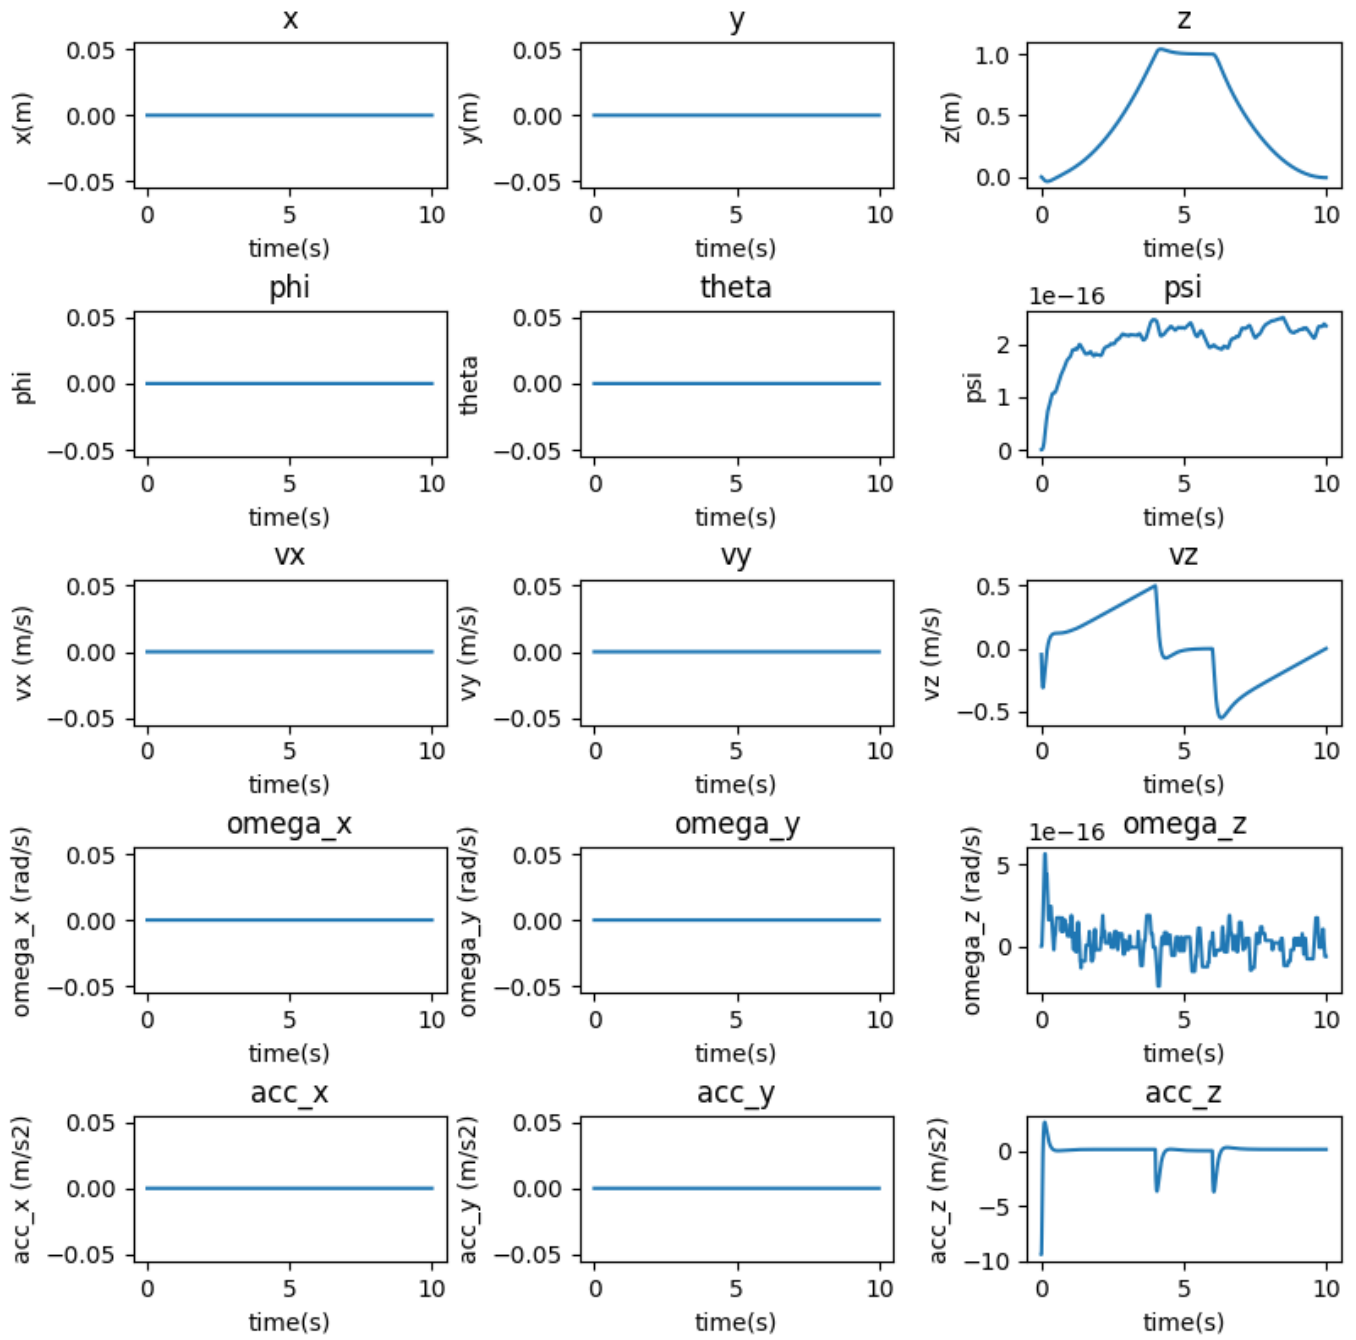 x
y
z
0.05
0.00
−0.05
x(m)
0
5
10
time(s)
0.05
0.00
−0.05
y(m)
0
5
10
time(s)
1.0
0.5
0.0
z(m)
0
5
10
time(s)
phi
theta
psi
0.05
0.00
−0.05
phi
0
5
10
time(s)
0.05
0.00
−0.05
theta
0
5
10
time(s)
1e−16
2
1
0
psi
0
5
10
time(s)
vx
vy
vz
0.05
0.00
−0.05
vx (m/s)
0
5
10
time(s)
0.05
0.00
−0.05
vy (m/s)
0
5
10
time(s)
0.5
0.0
−0.5
vz (m/s)
0
5
10
time(s)
omega_x
omega_y
omega_z
0.05
0.00
−0.05
omega_x (rad/s)
0
5
10
time(s)
0.05
0.00
−0.05
omega_y (rad/s)
0
5
10
time(s)
1e−16
5
0
omega_z (rad/s)
0
5
10
time(s)
acc_x
acc_y
acc_z
0.05
0.00
−0.05
acc_x (m/s2)
0
5
10
time(s)
0.05
0.00
−0.05
acc_y (m/s2)
0
5
10
time(s)
0
−5
−10
acc_z (m/s2)
0
5
10
time(s)